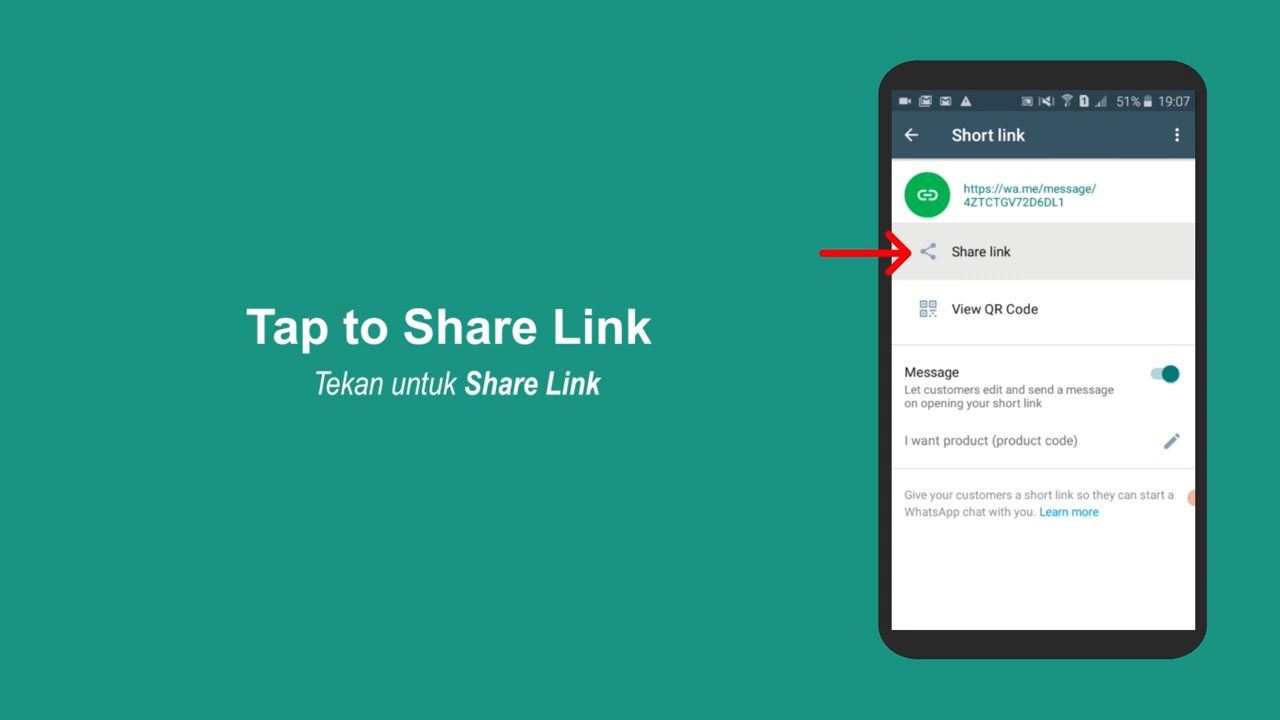 Tap to Share Link
Tekan untuk Share Link
51% 19:07
Short link
https://wa.me/message/
4ZTCTGV72D6DL1
Share link
View QR Code
Message
Let customers edit and send a message
on opening your short link
I want product (product code)
Give your customers a short link so they can start a
WhatsApp chat with you. Learn more